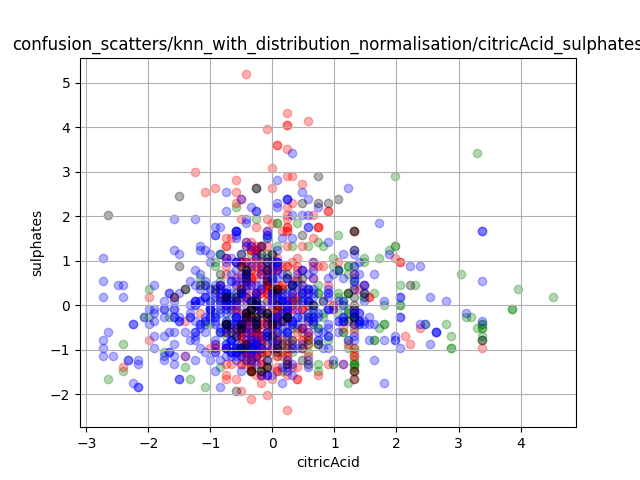 confusion_scatters/knn_with_distribution_normalisation/citricAcid_sulphates
5
4
3
2
1
0
−1
−2
sulphates
−3 −2 −1 0 1 2 3 4
citricAcid